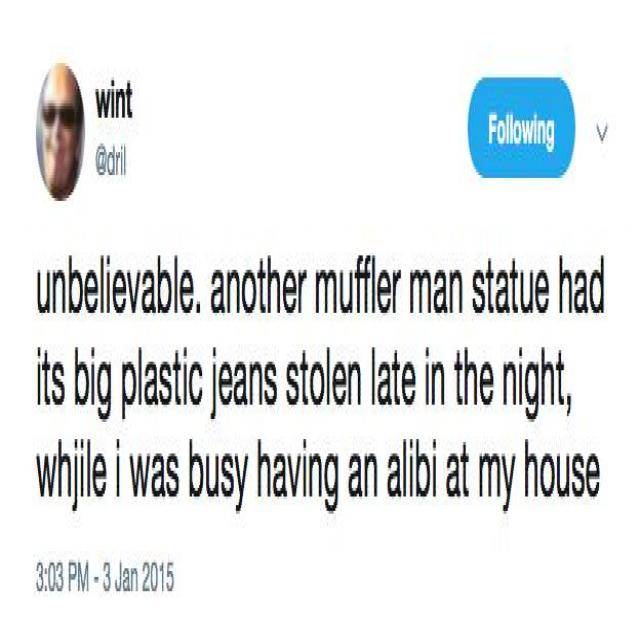 wint
@dril
Following
unbelievable. another muffler man statue had
its big plastic jeans stolen late in the night,
whjile i was busy having an alibi at my house
3:03 PM - 3 Jan 2015